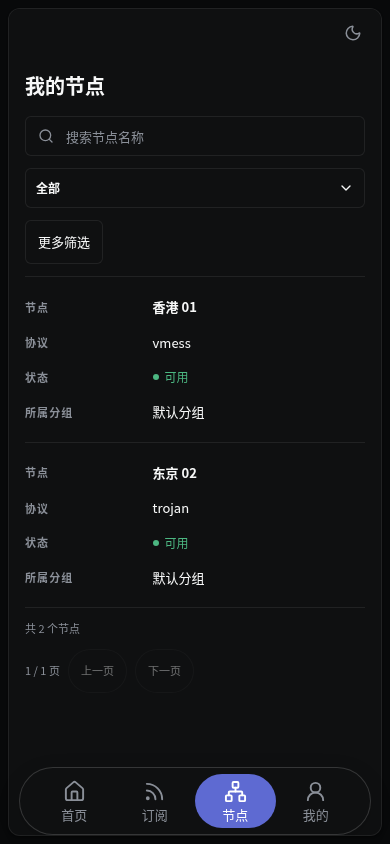 我的节点
搜索节点名称
全部
更多筛选
节点 香港 01
协议 vmess
状态 可用
所属分组 默认分组
节点 东京 02
协议 trojan
状态 可用
所属分组 默认分组
共 2 个节点
1 / 1 页 上一页 下一页
首页 订阅 节点 我的